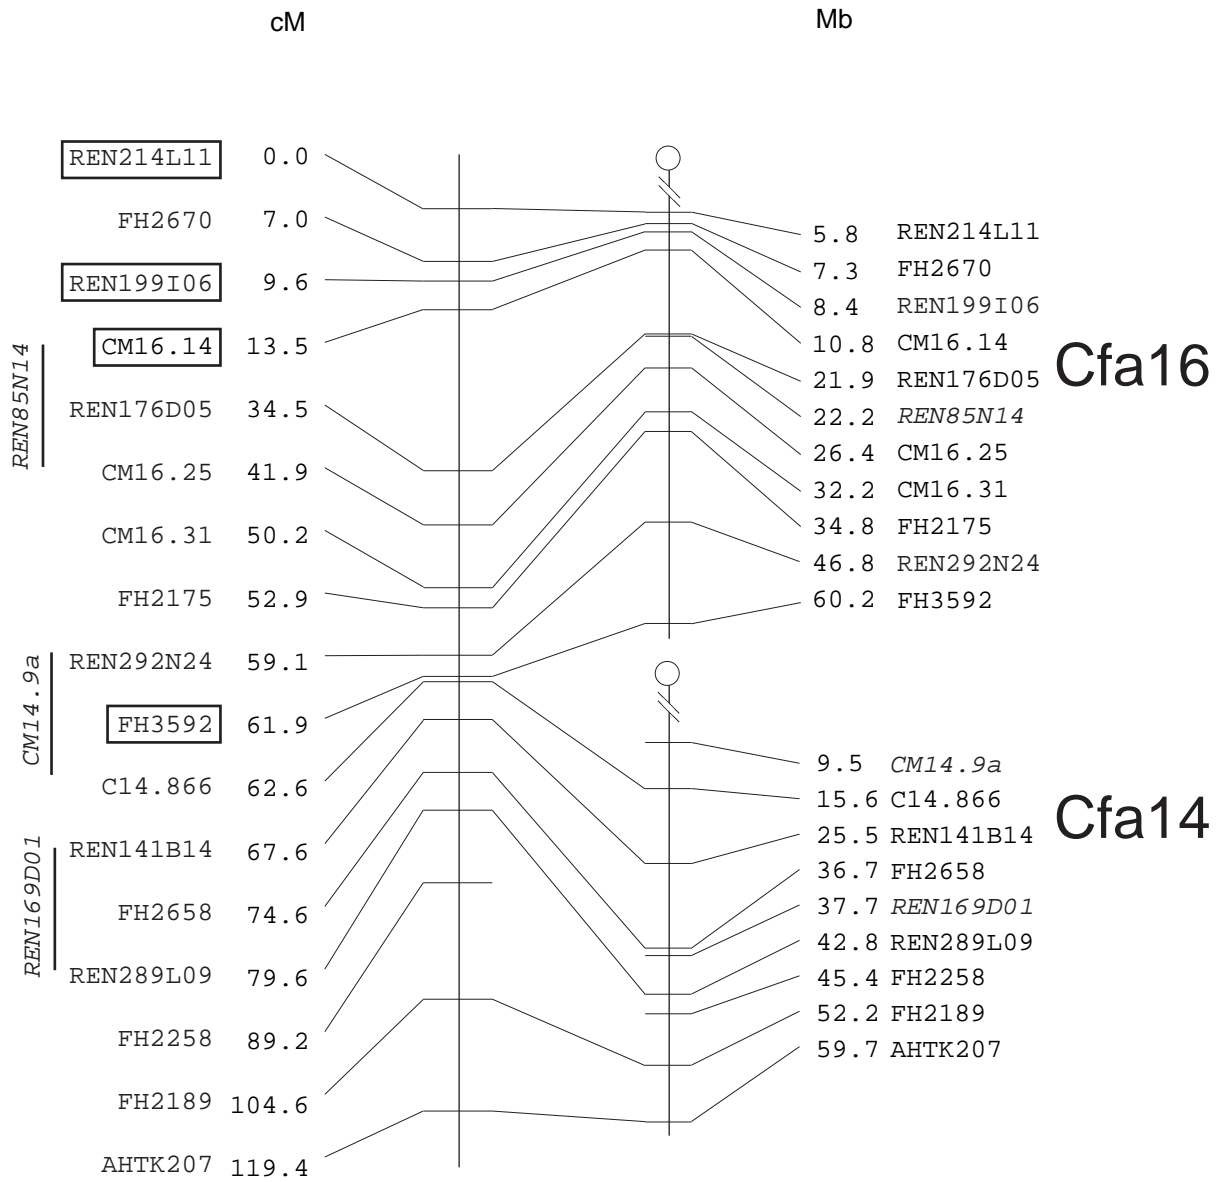 cM
Mb
REN214L11 0.0
FH2670 7.0
REN199I06 9.6
CM16.14 13.5
REN176D05 34.5
CM16.25 41.9
CM16.31 50.2
FH2175 52.9
REN292N24 59.1
FH3592 61.9
C14.866 62.6
REN141B14 67.6
FH2658 74.6
REN289L09 79.6
FH2258 89.2
FH2189 104.6
AHTK207 119.4
REN85N14
CM14.9a
REN169D01
5.8 REN214L11
7.3 FH2670
8.4 REN199I06
10.8 CM16.14
21.9 REN176D05
22.2 REN85N14
26.4 CM16.25
32.2 CM16.31
34.8 FH2175
46.8 REN292N24
60.2 FH3592
Cfa16
9.5 CM14.9a
15.6 C14.866
25.5 REN141B14
36.7 FH2658
37.7 REN169D01
42.8 REN289L09
45.4 FH2258
52.2 FH2189
59.7 AHTK207
Cfa14